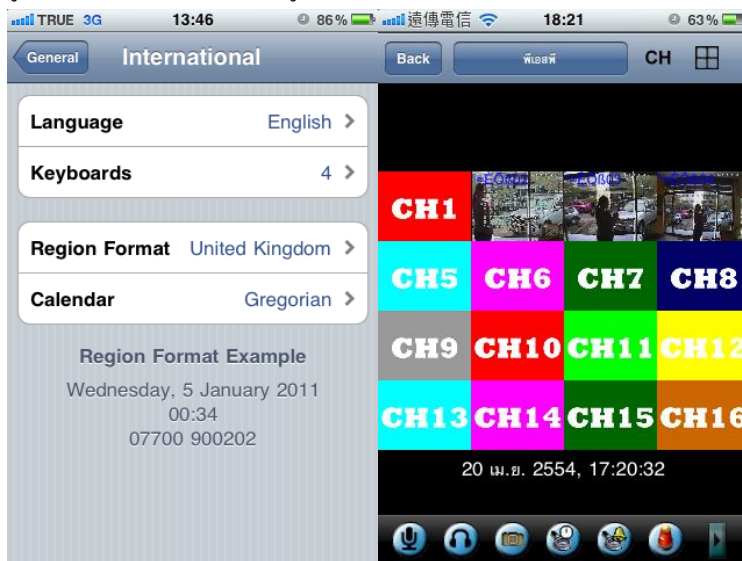 TRUE 3G 13:46 86%
General International
Language English
Keyboards 4
Region Format United Kingdom
Calendar Gregorian
Region Format Example
Wednesday, 5 January 2011
00:34
07700 900202
遠傳電信 18:21 63%
Back พีเอสพี CH
CH1
CH5 CH6 CH7 CH8
CH9 CH10 CH11 CH12
CH13 CH14 CH15 CH16
20 เม.ย. 2554, 17:20:32